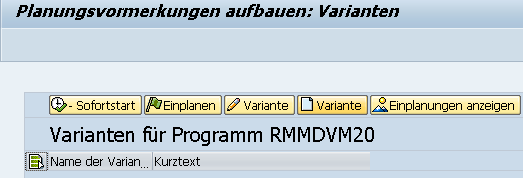 Planungsvormerkungen aufbauen: Varianten
- Sofortstart Einplanen Variante Variante Einplanungen anzeigen
Varianten für Programm RMMDVM20
Name der Varian... Kurztext